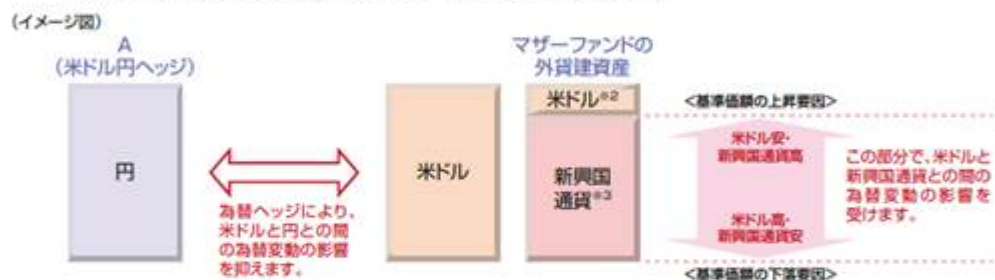 (イメージ図)
A
(米ドル円ヘッジ)
円
為替ヘッジにより、
米ドルと円との間
の為替変動の影響
を抑えます。
米ドル
マザーファンドの
外貨建資産
米ドル※2
新興国
通貨※3
<基準価額の上昇要因>
米ドル安・
新興国通貨高
米ドル高・
新興国通貨安
<基準価額の下落要因>
この部分で、米ドルと
新興国通貨との間の
為替変動の影響を
受けます。